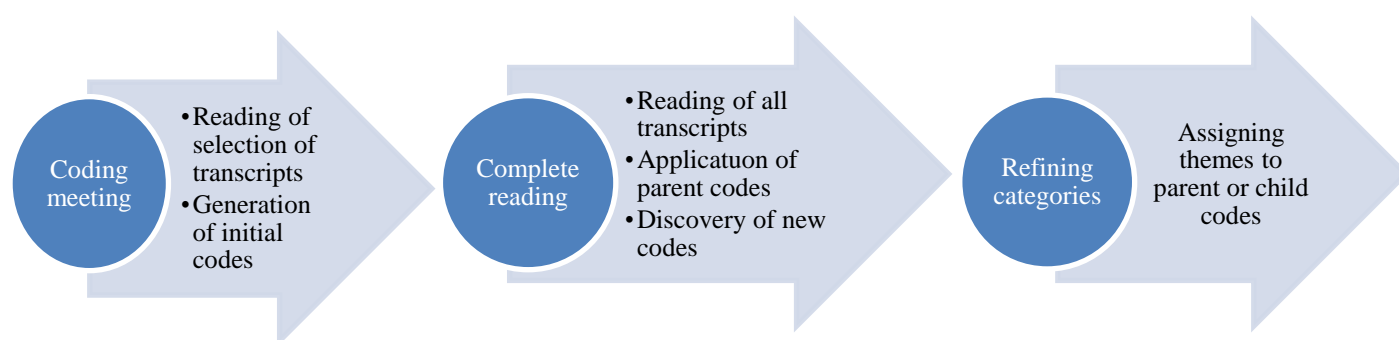 Coding
meeting
•Reading of
selection of
transcripts
•Generation
of initial
codes
Complete
reading
•Reading of all
transcripts
•Applicatuon of
parent codes
•Discovery of new
codes
Refining
categories
Assigning
themes to
parent or child
codes